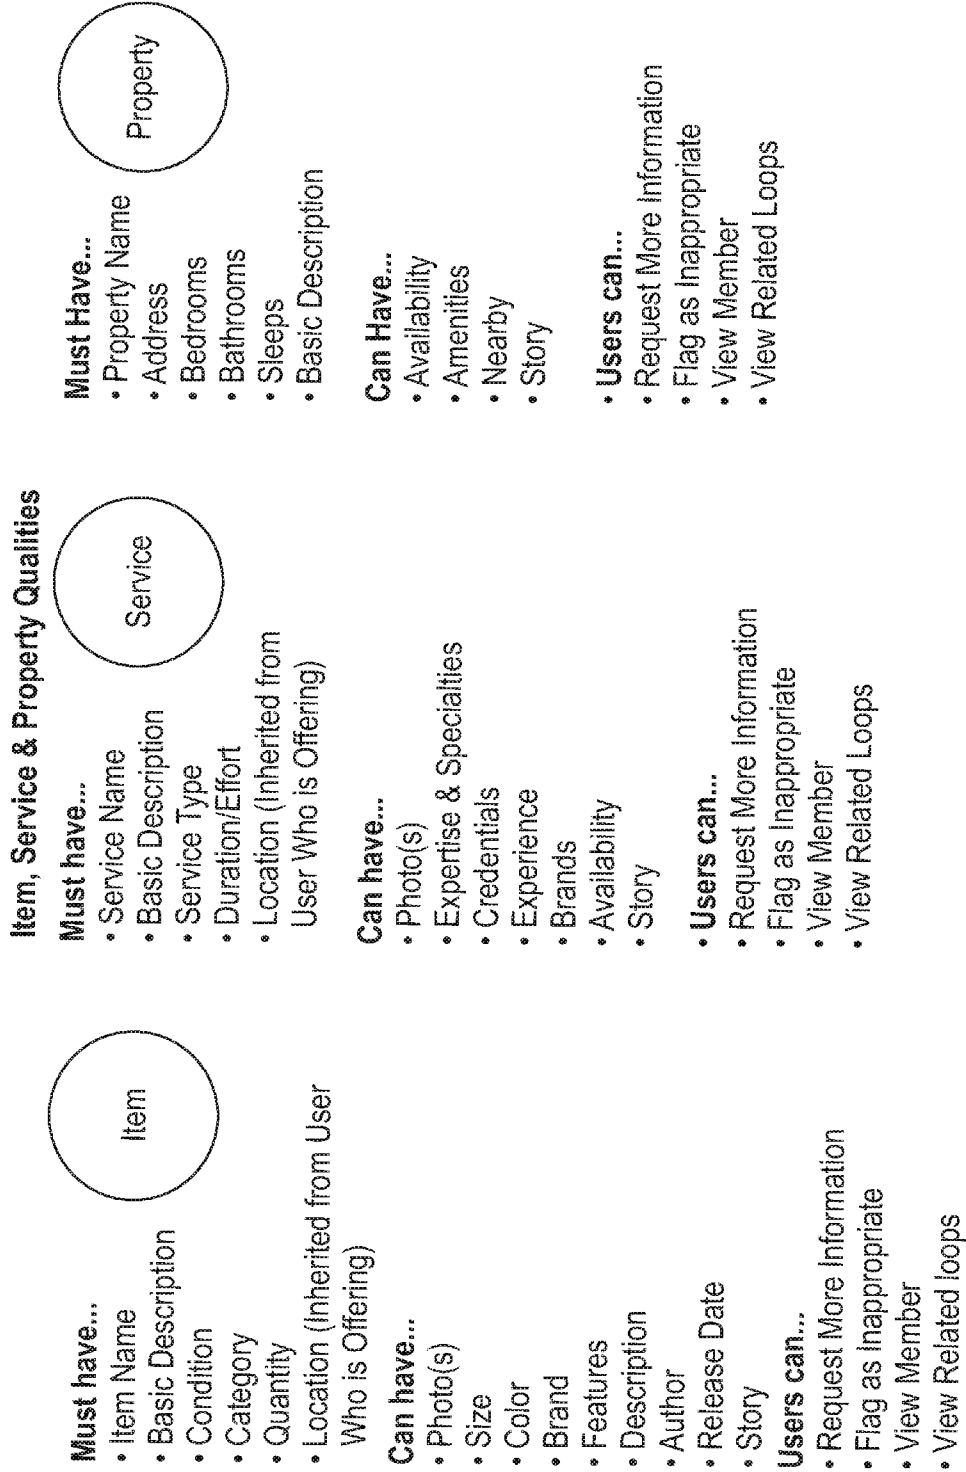 Item, Service & Property Qualities
Item
Must have...
• Item Name
• Basic Description
• Condition
• Category
• Quantity
• Location (Inherited from User
Who is Offering)
Can have...
• Photo(s)
• Size
• Color
• Brand
• Features
• Description
• Author
• Release Date
• Story
Users can...
• Request More Information
• Flag as Inappropriate
• View Member
• View Related loops
Service
Must have...
• Service Name
• Basic Description
• Service Type
• Duration/Effort
• Location (Inherited from
User Who is Offering)
Can have...
• Photo(s)
• Expertise & Specialties
• Credentials
• Experience
• Brands
• Availability
• Story
• Users can...
• Request More Information
• Flag as Inappropriate
• View Member
• View Related Loops
Property
Must Have...
• Property Name
• Address
• Bedrooms
• Bathrooms
• Sleeps
• Basic Description
Can Have...
• Availability
• Amenities
• Nearby
• Story
• Users can...
• Request More Information
• Flag as Inappropriate
• View Member
• View Related Loops